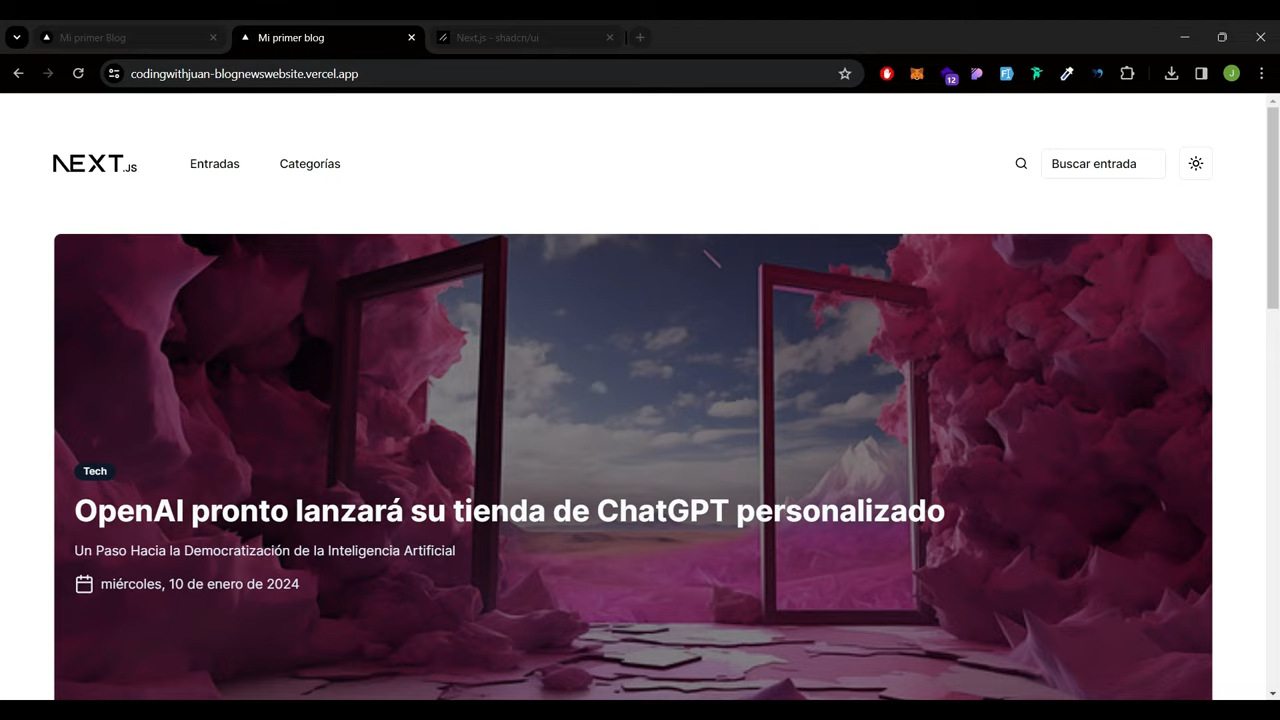 Mi primer Blog
Mi primer blog
Next.js - shadcn/ui
codingwithjuan-blognewswebsite.vercel.app
12
J
NEXT.JS
Entradas
Categorías
Buscar entrada
Tech
OpenAI pronto lanzará su tienda de ChatGPT personalizado
Un Paso Hacia la Democratización de la Inteligencia Artificial
miércoles, 10 de enero de 2024